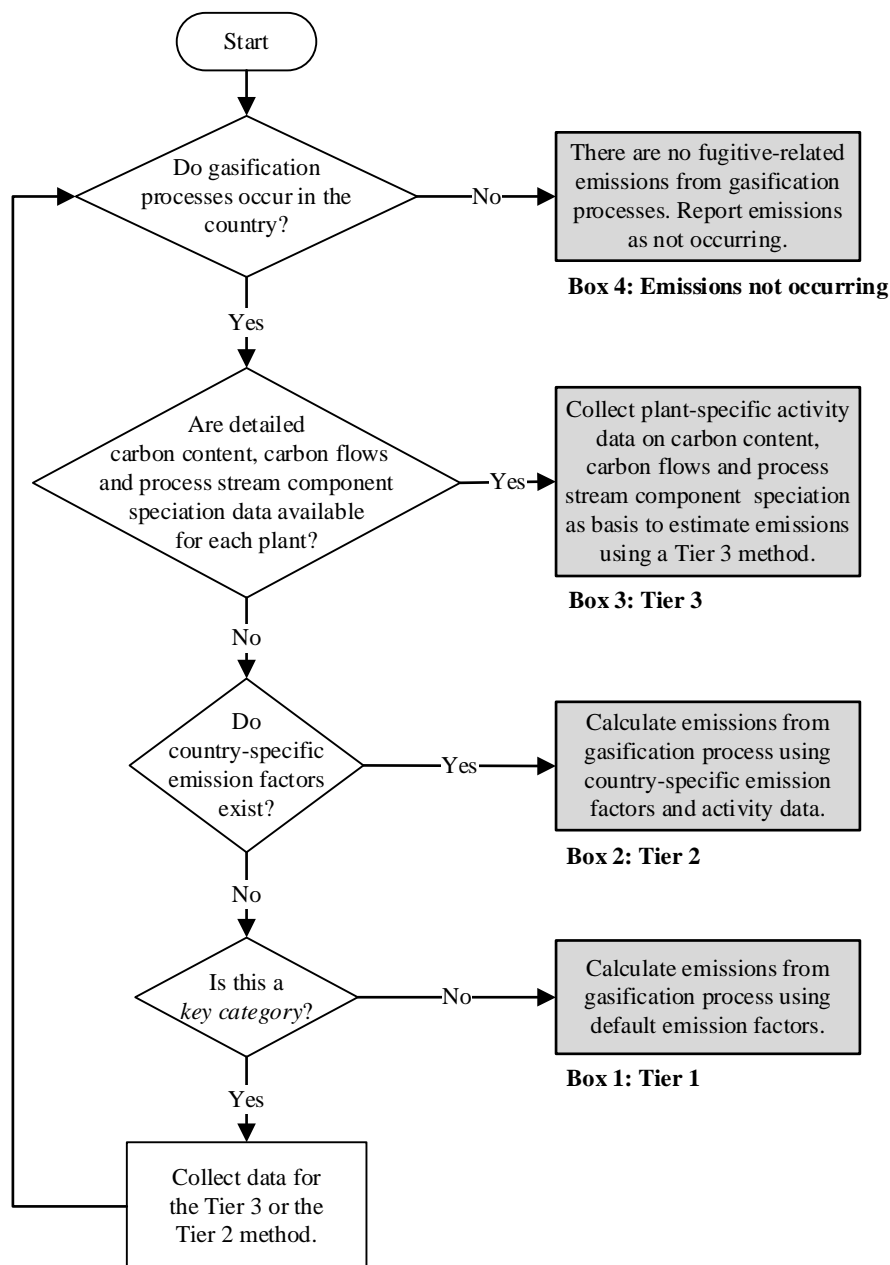 Start
Do gasification
processes occur in the
country?
No
There are no fugitive-related
emissions from gasification
processes. Report emissions
as not occurring.
Box 4: Emissions not occurring
Yes
Are detailed
carbon content, carbon flows
and process stream component
speciation data available
for each plant?
Yes
Collect plant-specific activity
data on carbon content,
carbon flows and process
stream component speciation
as basis to estimate emissions
using a Tier 3 method.
Box 3: Tier 3
No
Do
country-specific
emission factors
exist?
Yes
Calculate emissions from
gasification process using
country-specific emission
factors and activity data.
Box 2: Tier 2
No
Is this a
key category?
No
Calculate emissions from
gasification process using
default emission factors.
Box 1: Tier 1
Yes
Collect data for
the Tier 3 or the
Tier 2 method.